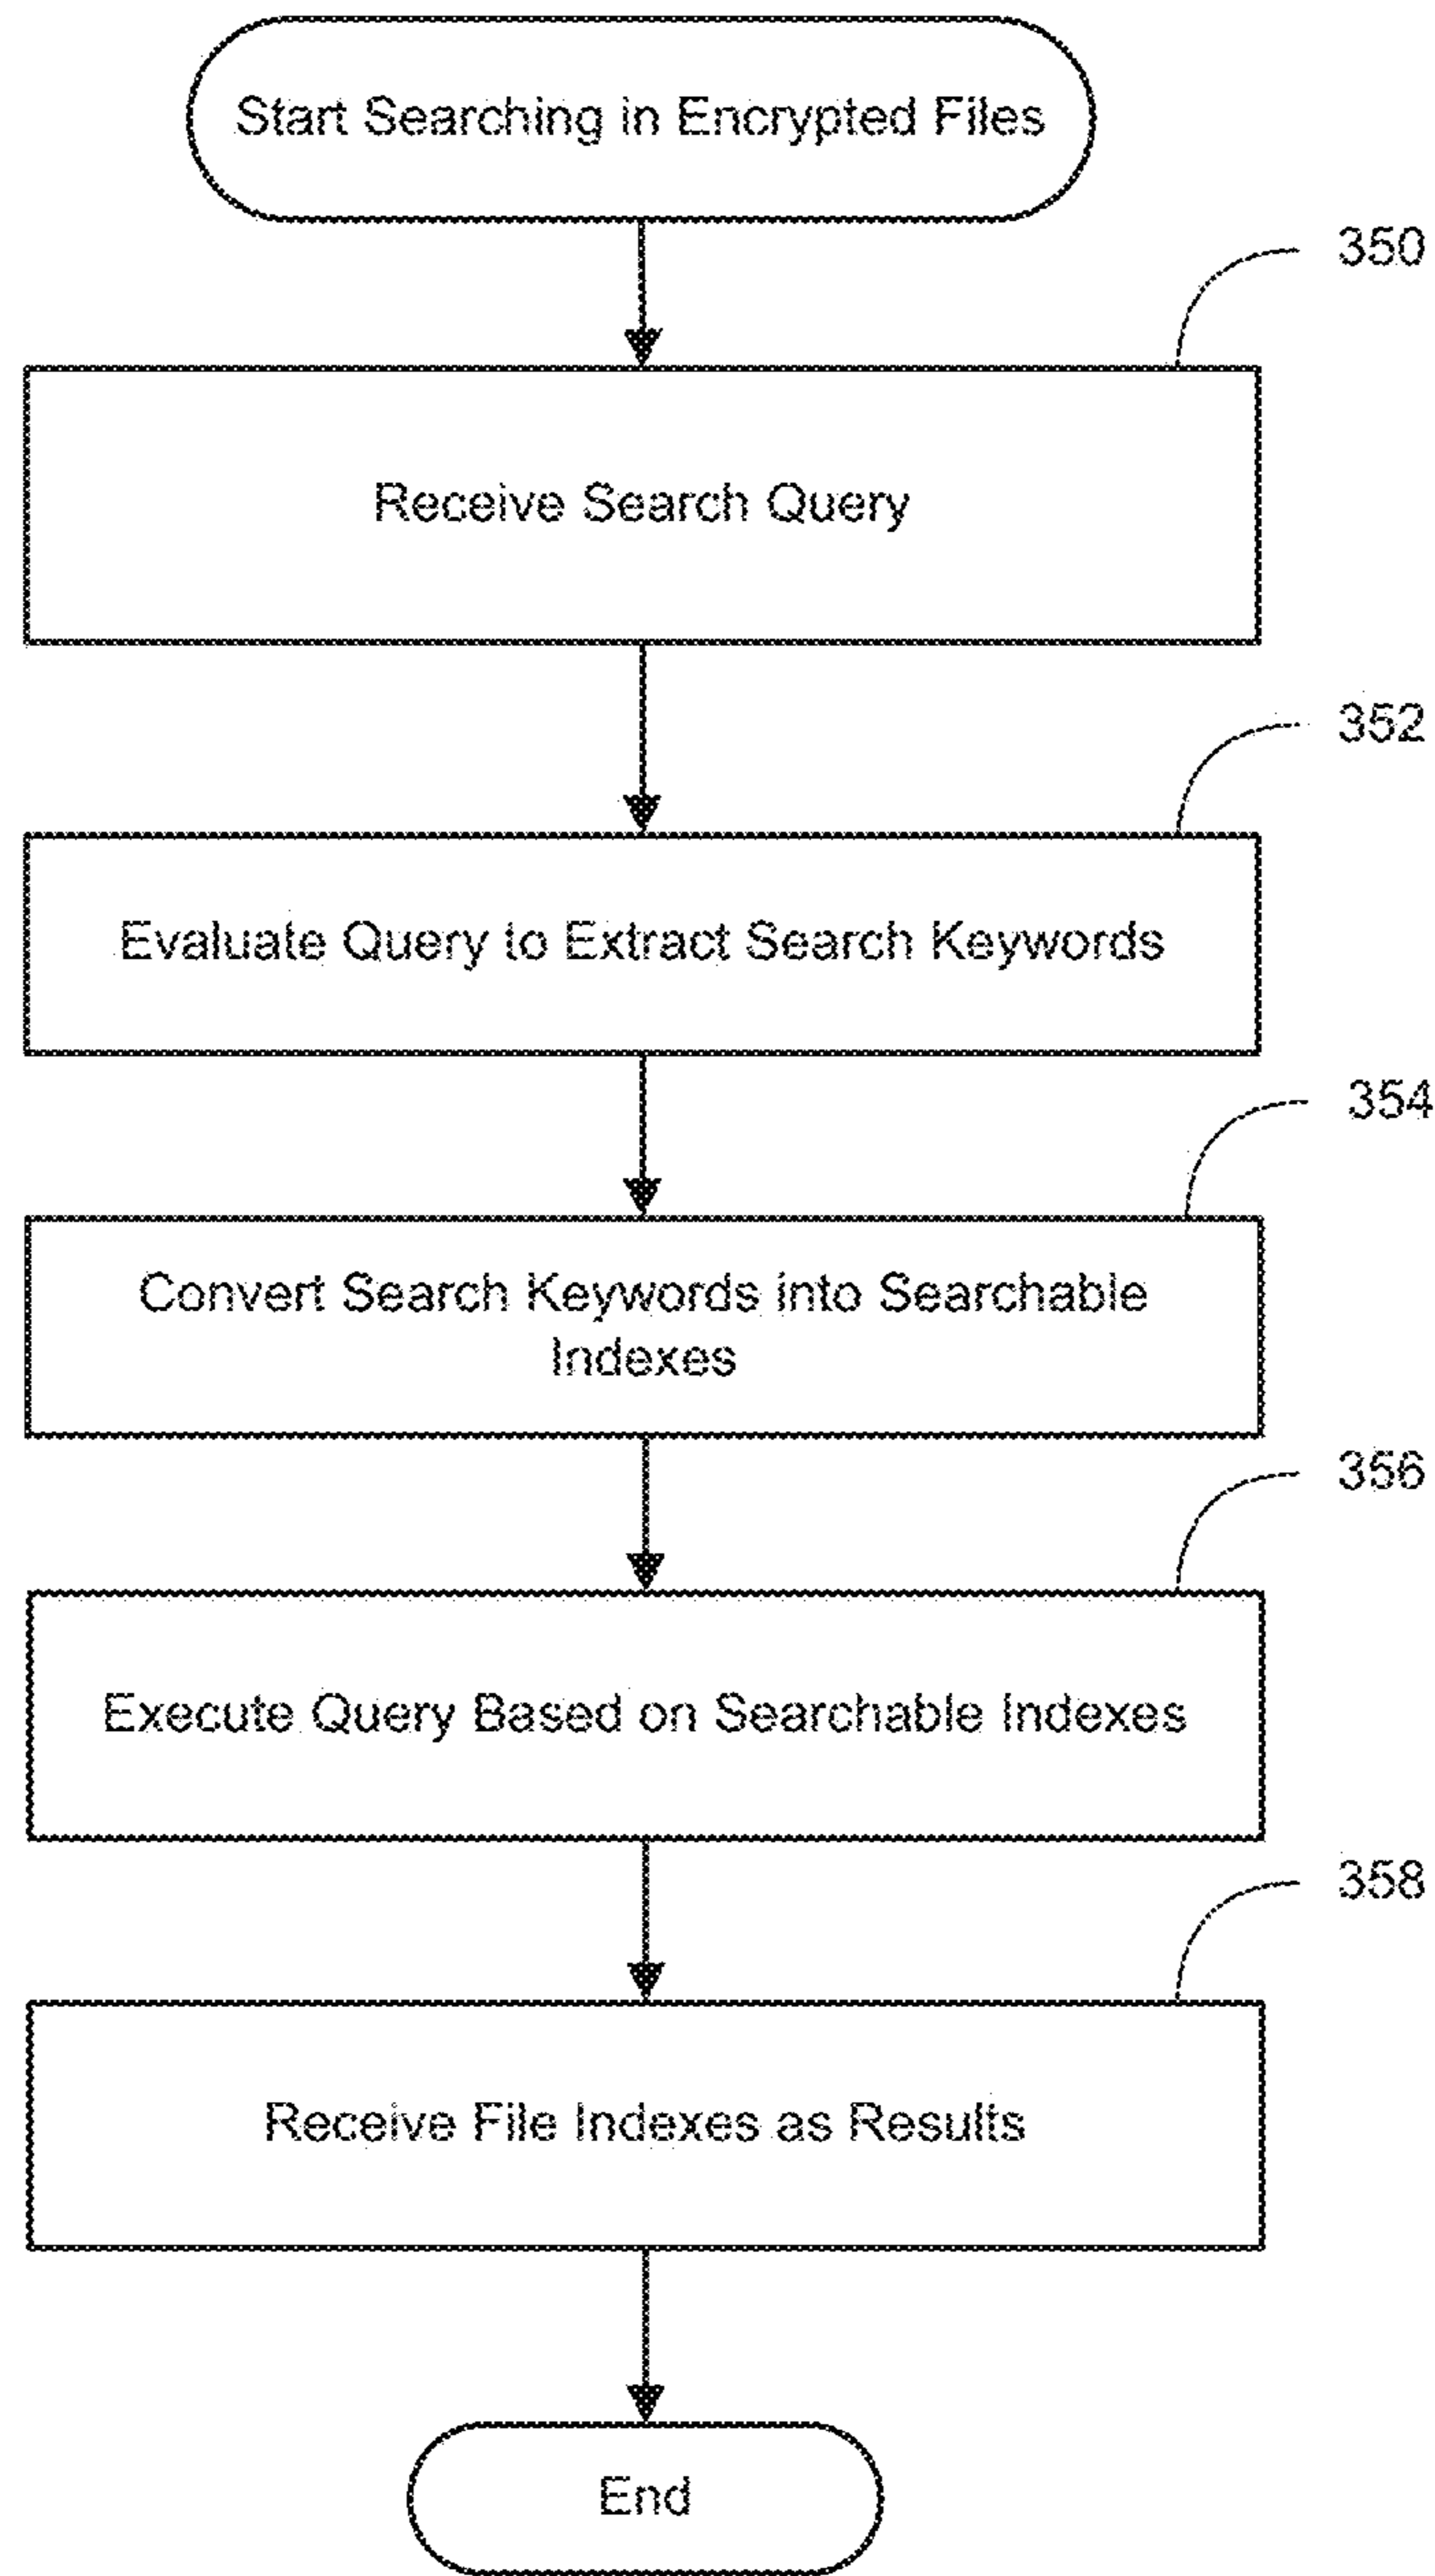 Start Searching in Encrypted Files
350
Receive Search Query
352
Evaluate Query to Extract Search Keywords
354
Convert Search Keywords into Searchable
Indexes
356
Execute Query Based on Searchable Indexes
358
Receive File Indexes as Results
End